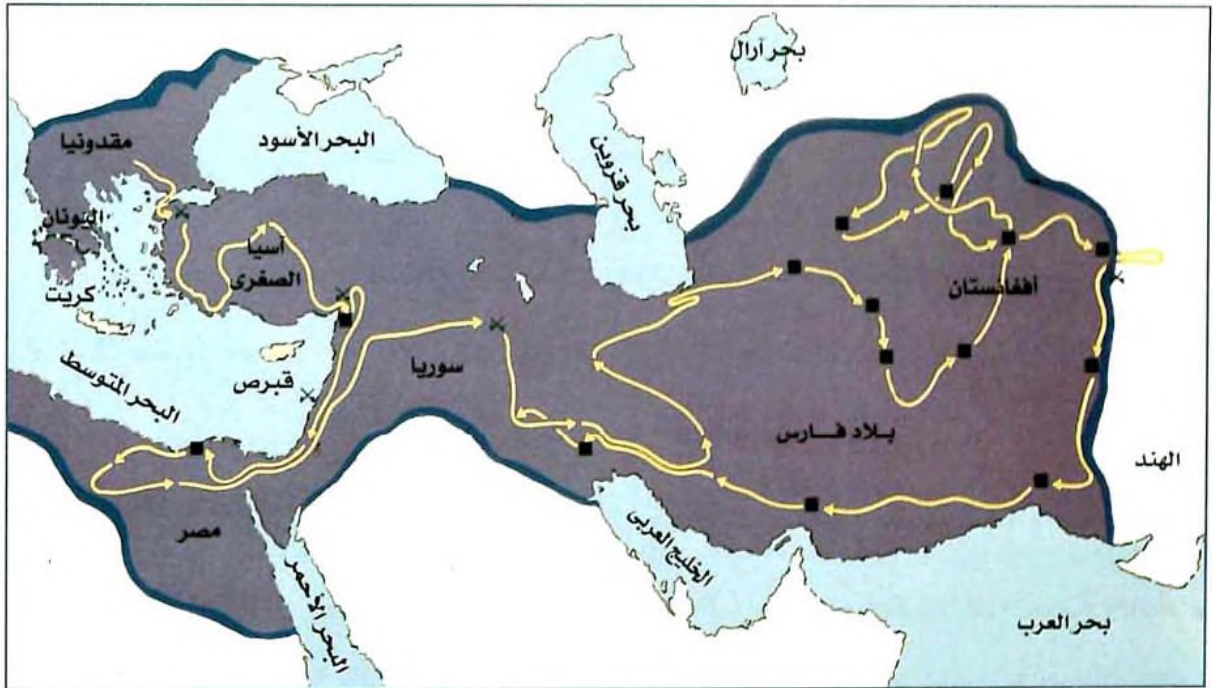 بحر آرال
البحر الأسود
مقدونيا
بحر قزوين
اليونان
آسيا
الصغرى
أفغانستان
كريت
سوريا
قبرص
البحر المتوسط
بلاد فارس
الهند
مصر
الخليج العربى
البحر الأحمر
بحر العرب